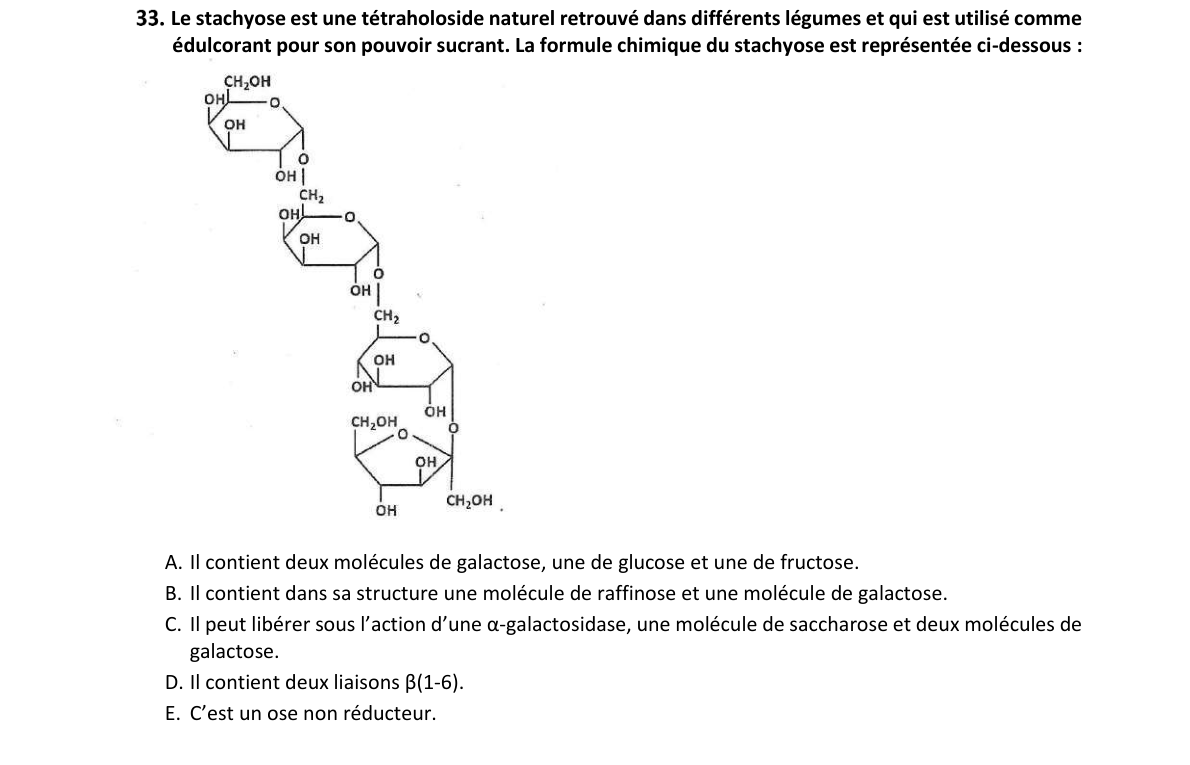 33. Le stachyose est une tétraholoside naturel retrouvé dans différents légumes et qui est utilisé comme
édulcorant pour son pouvoir sucrant. La formule chimique du stachyose est représentée ci-dessous :
CH₂OH
OH O
OH
O
OH
CH₂
OH O
OH
O
OH
CH₂
O
OH
OH
OH
CH₂OH
O O
OH
CH₂OH
OH
A. Il contient deux molécules de galactose, une de glucose et une de fructose.
B. Il contient dans sa structure une molécule de raffinose et une molécule de galactose.
C. Il peut libérer sous l’action d’une α-galactosidase, une molécule de saccharose et deux molécules de
galactose.
D. Il contient deux liaisons β(1-6).
E. C’est un ose non réducteur.